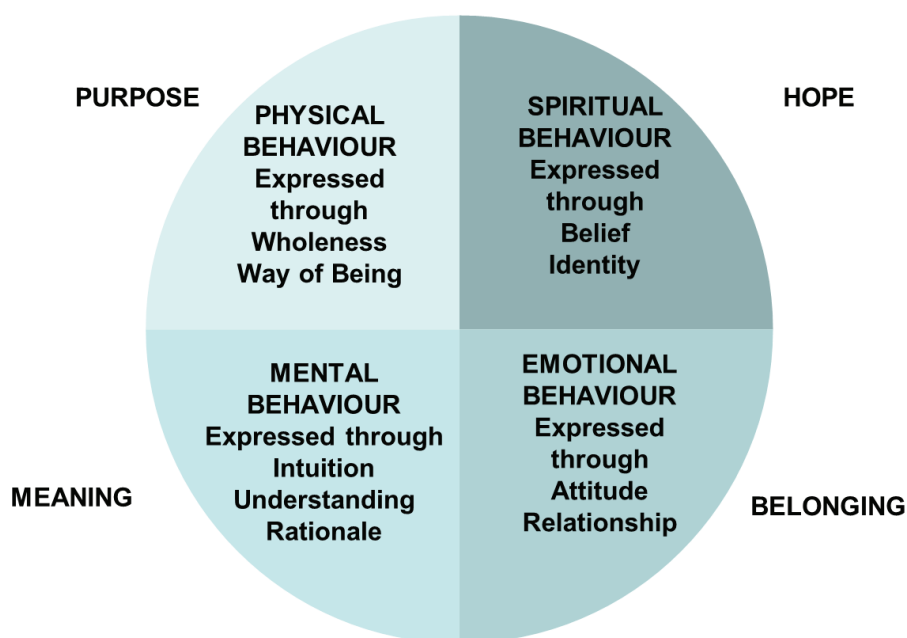 PURPOSE
PHYSICAL
BEHAVIOUR
Expressed
through
Wholeness
Way of Being
SPIRITUAL
BEHAVIOUR
Expressed
through
Belief
Identity
HOPE
MEANING
MENTAL
BEHAVIOUR
Expressed through
Intuition
Understanding
Rationale
EMOTIONAL
BEHAVIOUR
Expressed
through
Attitude
Relationship
BELONGING